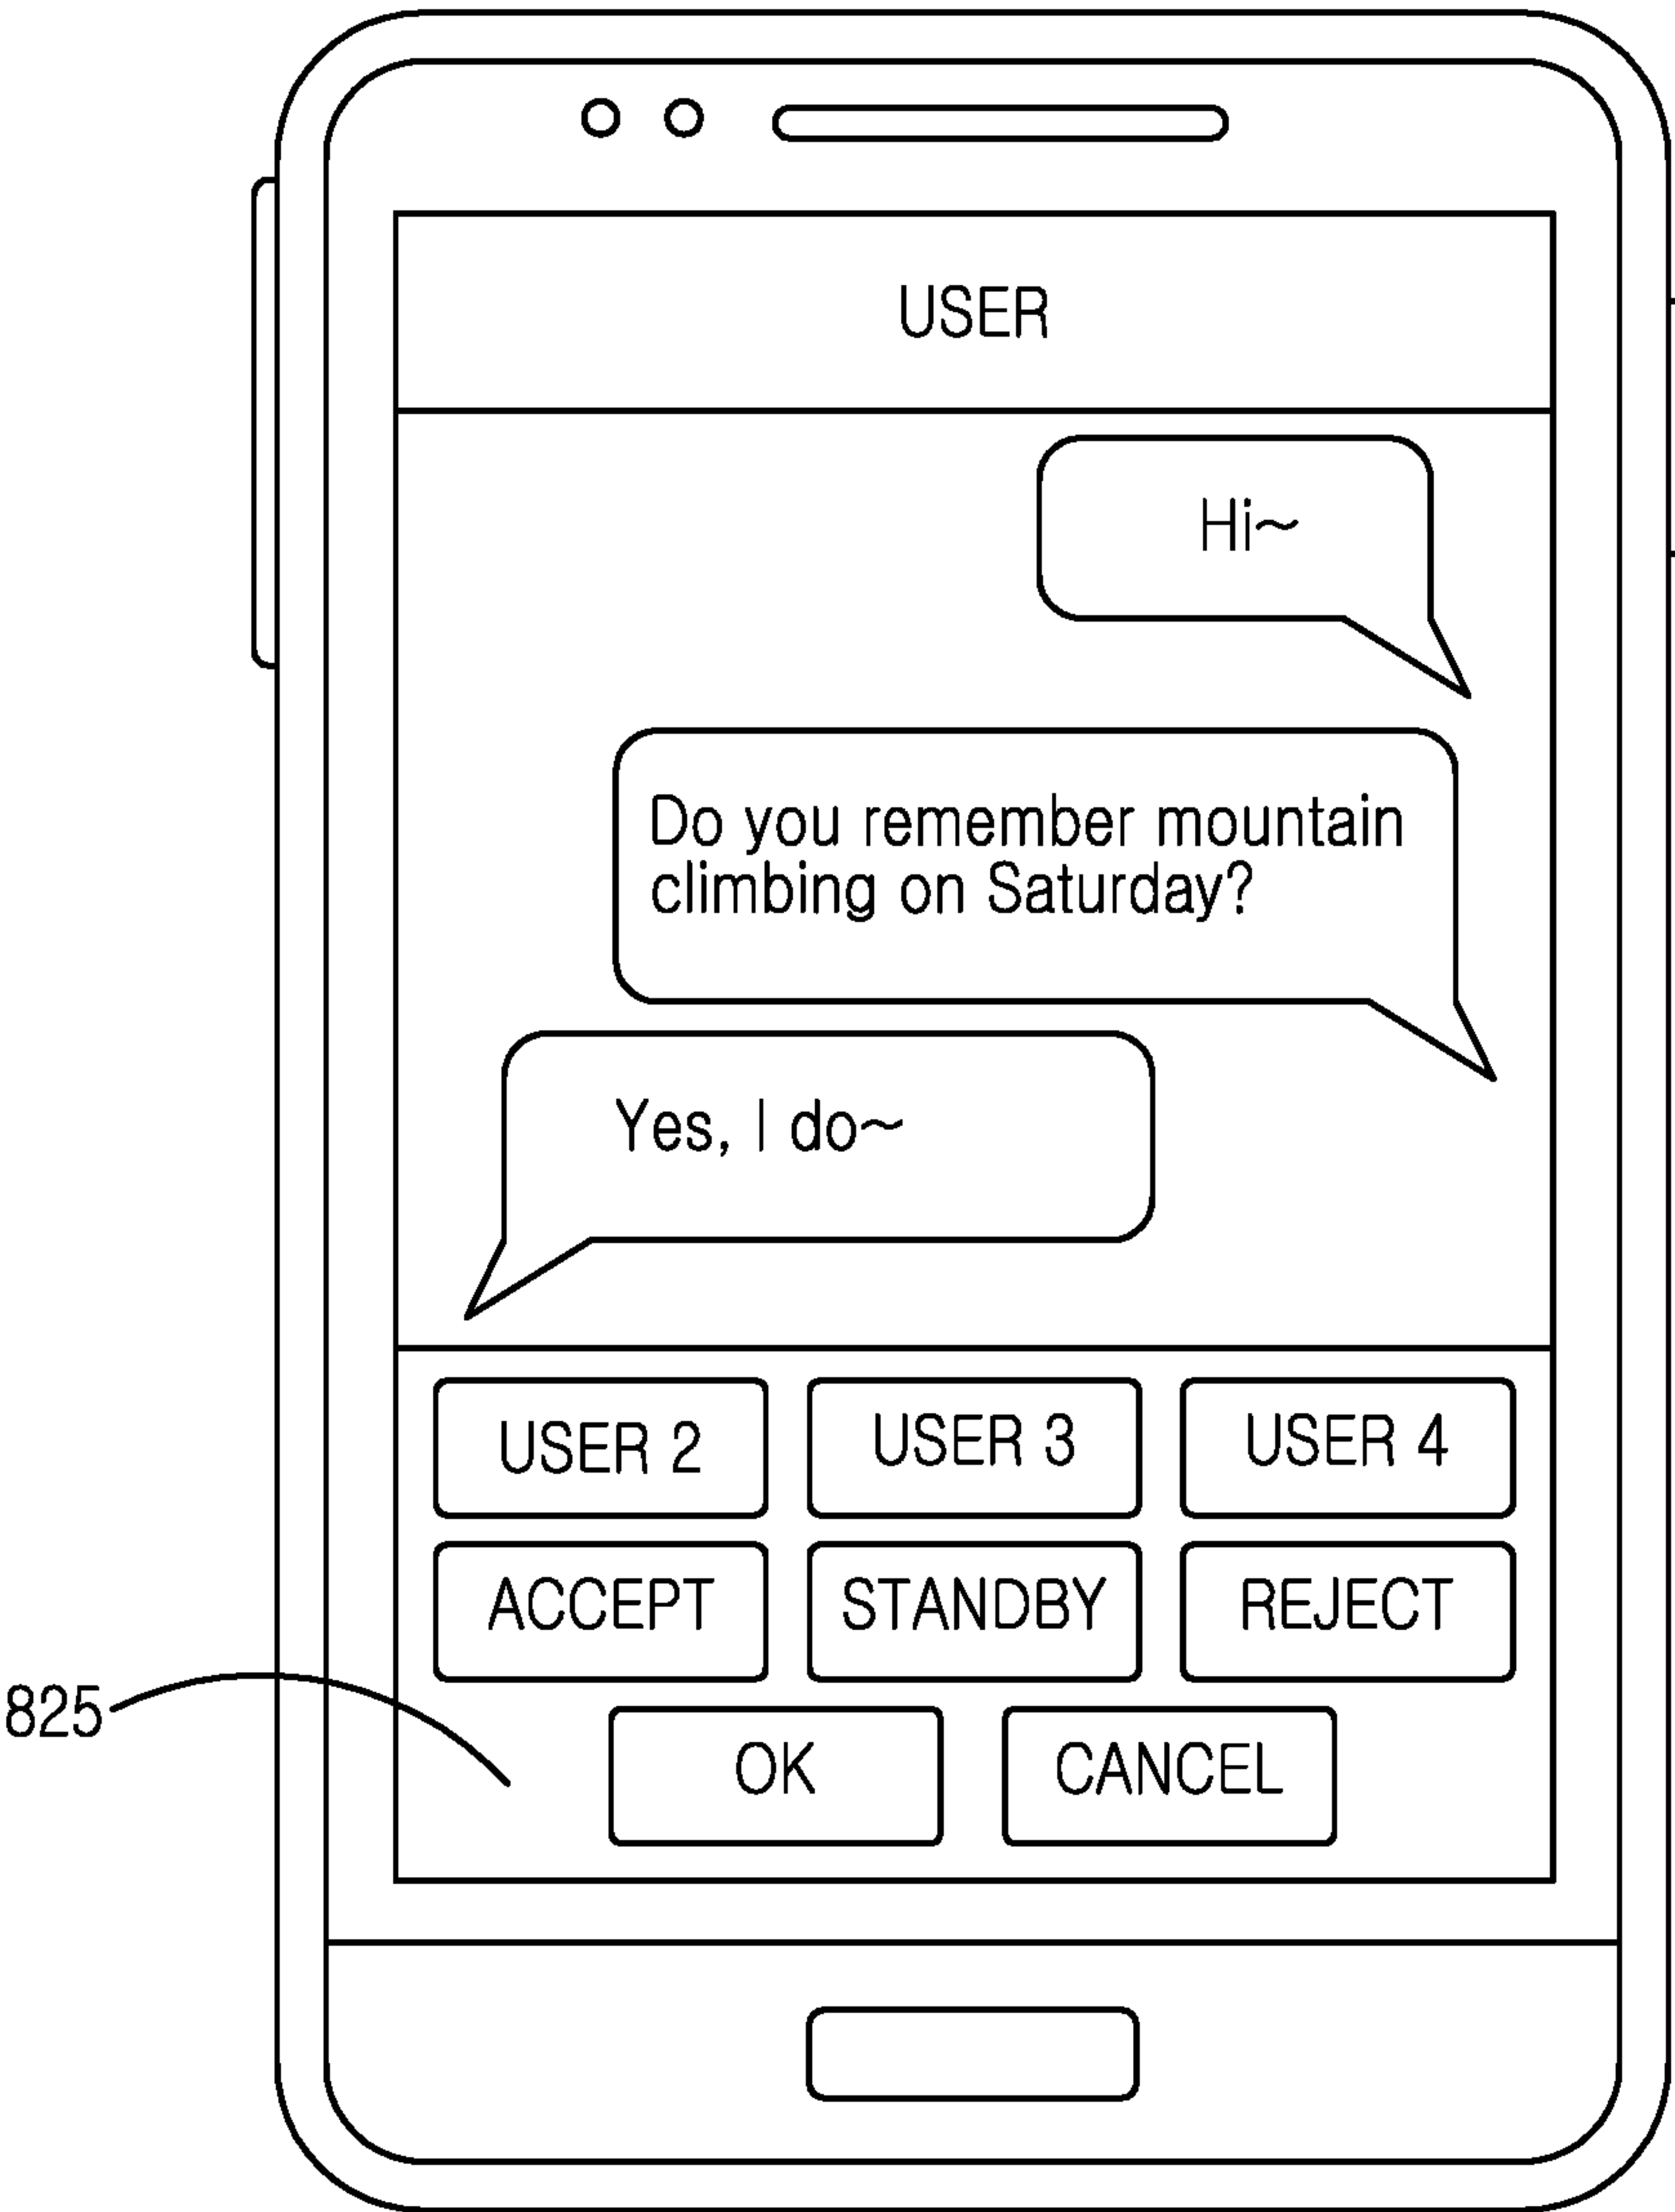 USER
Hi~
Do you remember mountain
climbing on Saturday?
Yes, I do~
USER 2
USER 3
USER 4
ACCEPT
STANDBY
REJECT
825
OK
CANCEL